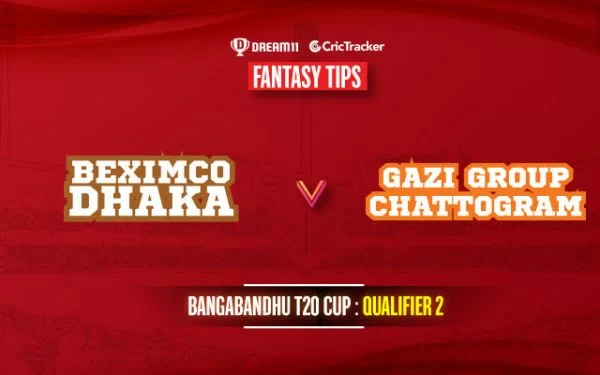 DREAM11 CricTracker
FANTASY TIPS
BEXIMCO
DHAKA
V
GAZI GROUP
CHATTOGRAM
BANGABANDHU T20 CUP : QUALIFIER 2